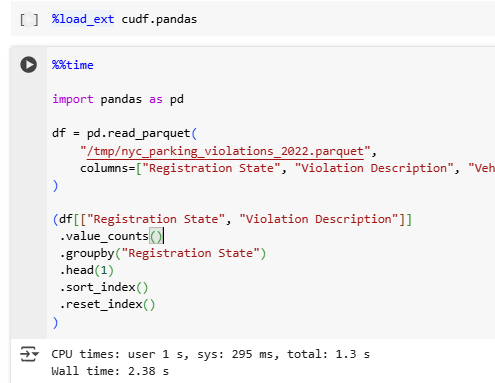 [ ] %load_ext cudf.pandas
%%time
import pandas as pd
df = pd.read_parquet(
    "/tmp/nyc_parking_violations_2022.parquet",
    columns=["Registration State", "Violation Description", "Veh
)
(df[["Registration State", "Violation Description"]]
 .value_counts()
 .groupby("Registration State")
 .head(1)
 .sort_index()
 .reset_index()
)
CPU times: user 1 s, sys: 295 ms, total: 1.3 s
Wall time: 2.38 s